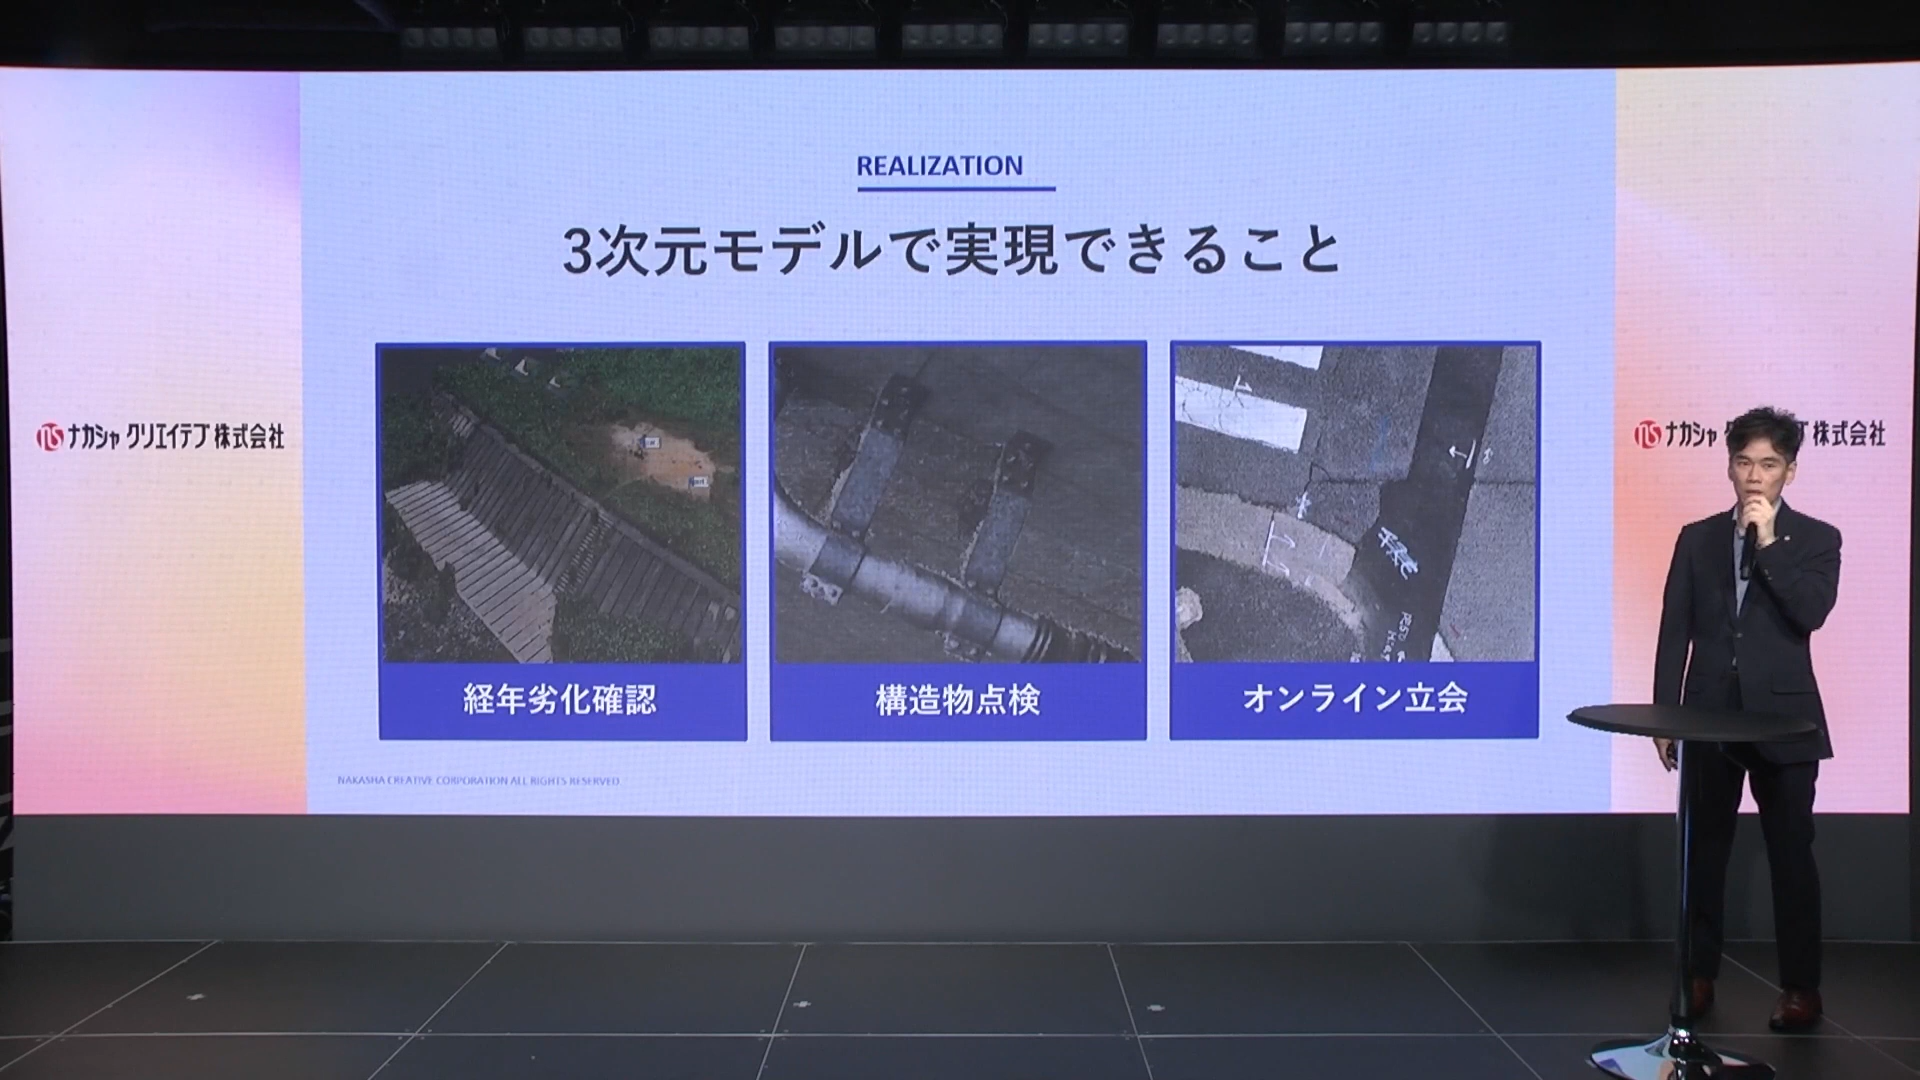 REALIZATION
3次元モデルで実現できること
ナカシャ クリエイテブ 株式会社
ナカシャ
株式会社
経年劣化確認
構造物点検
オンライン立会
NAKASHA CREATIVE CORPORATION ALL RIGHTS RESERVED